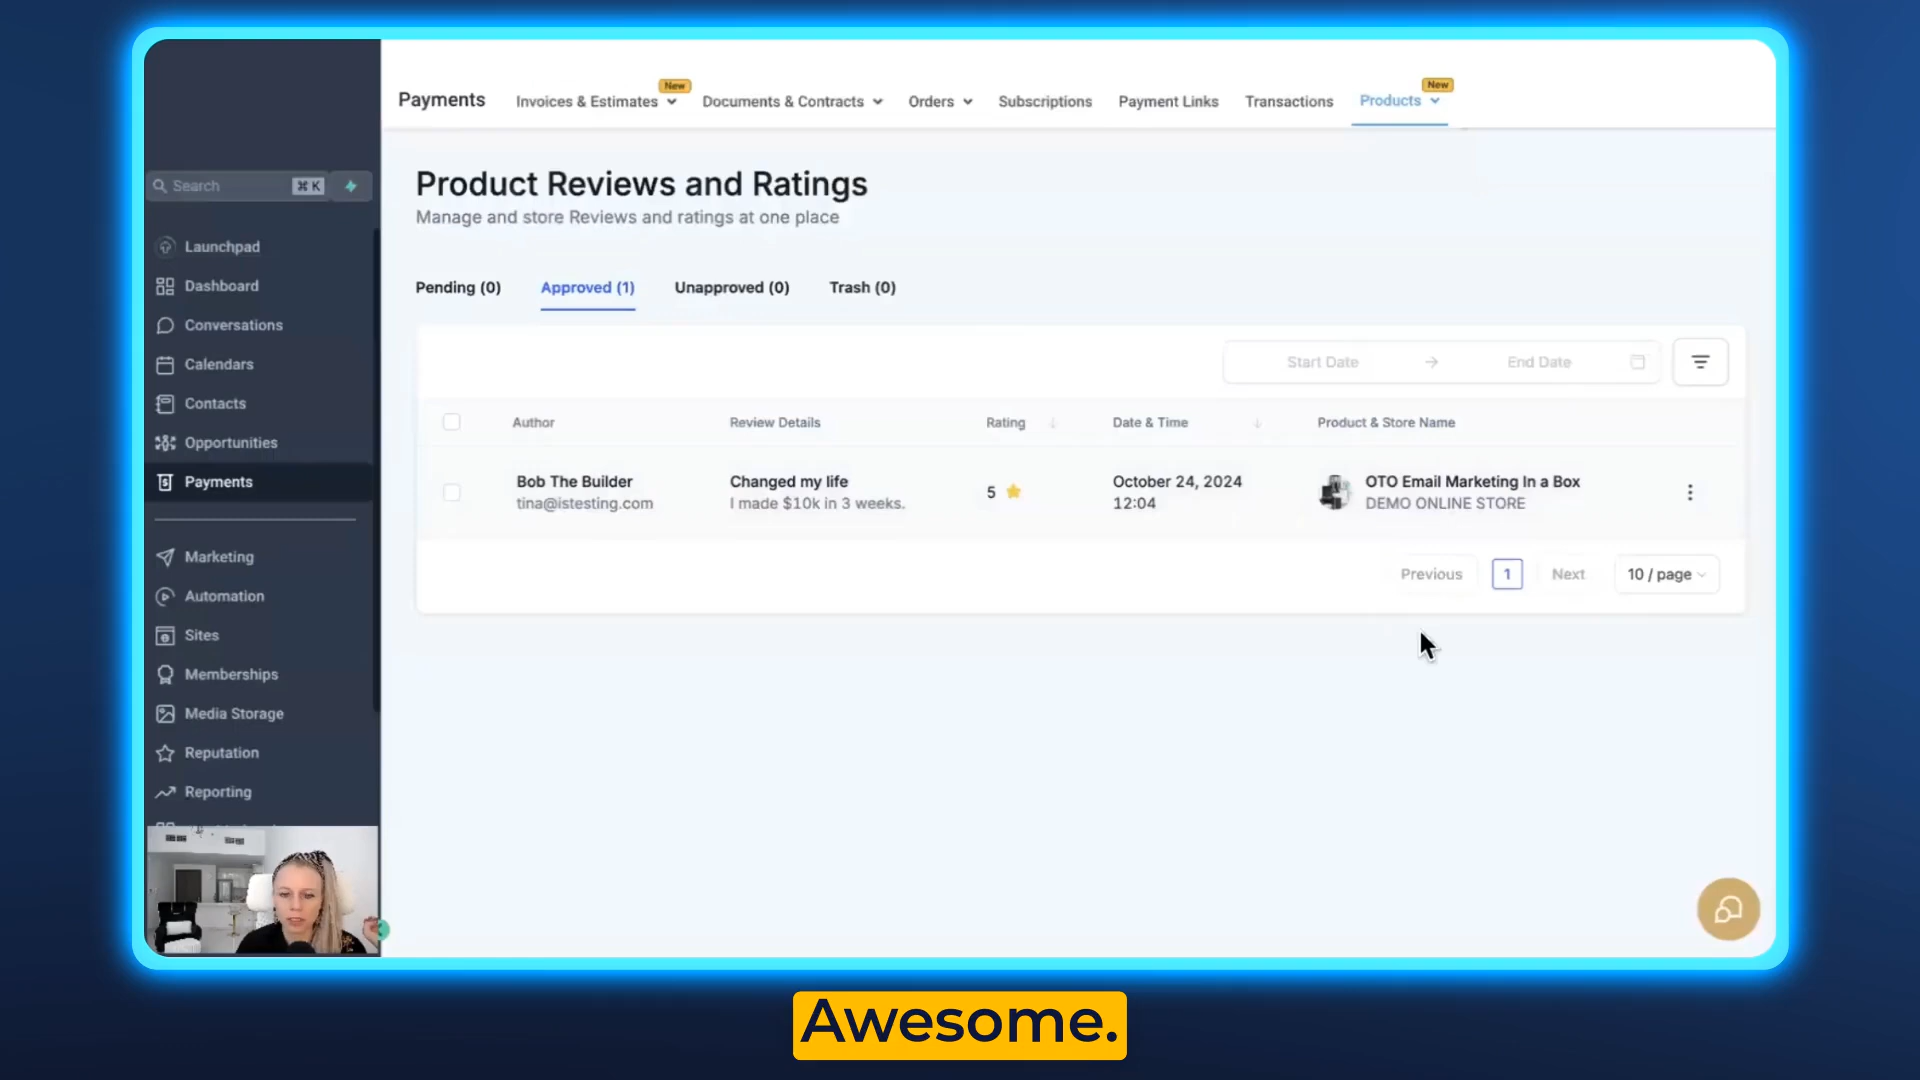 Payments
Invoices & Estimates
New
Documents & Contracts
Orders
Subscriptions
Payment Links
Transactions
Products
New
Search
⌘ K
Launchpad
Dashboard
Conversations
Calendars
Contacts
Opportunities
Payments
Marketing
Automation
Sites
Memberships
Media Storage
Reputation
Reporting
Product Reviews and Ratings
Manage and store Reviews and ratings at one place
Pending (0)
Approved (1)
Unapproved (0)
Trash (0)
Start Date
End Date
Author
Review Details
Rating
Date & Time
Product & Store Name
Bob The Builder
tina@istesting.com
Changed my life
I made $10k in 3 weeks.
5
October 24, 2024
12:04
OTO Email Marketing In a Box
DEMO ONLINE STORE
Previous
1
Next
10 / page
Awesome.